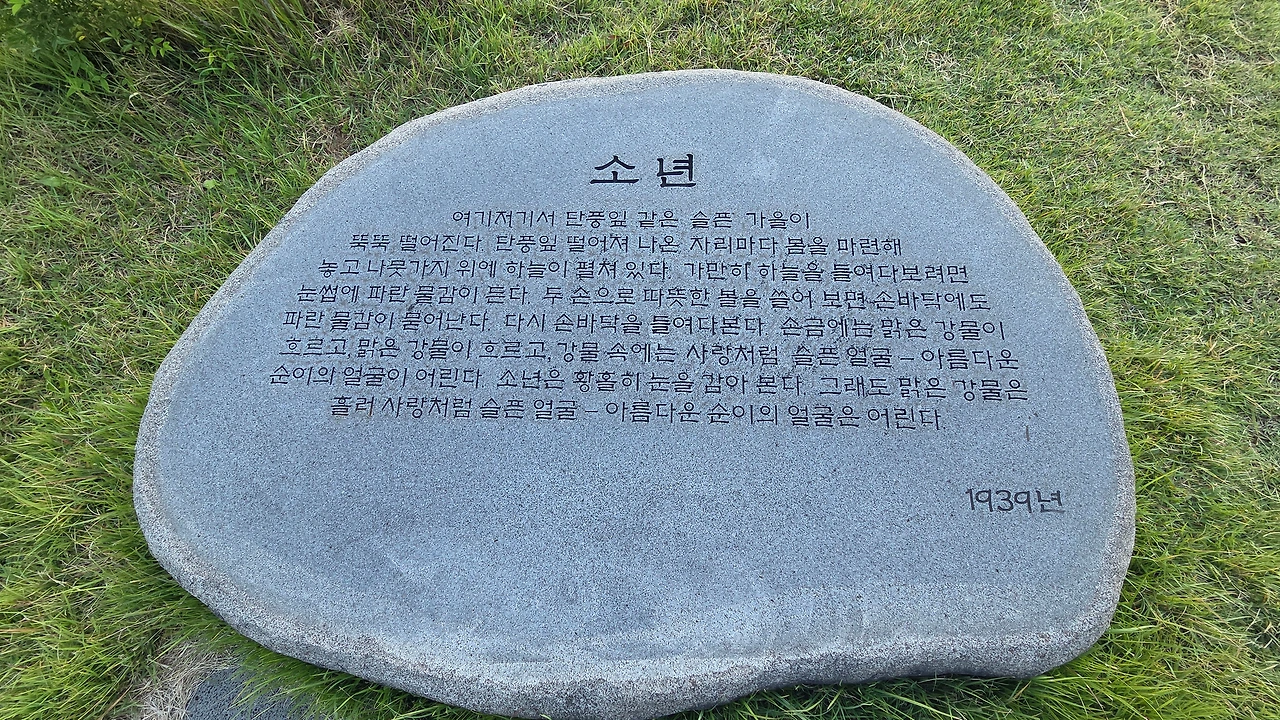 소년
여기저기서 단풍잎 같은 슬픈 가을이
뚝뚝 떨어진다. 단풍잎 떨어져 나온 자리마다 봄을 마련해
놓고 나뭇가지 위에 하늘이 펼쳐 있다. 가만히 하늘을 들여다보려면
눈썹에 파란 물감이 든다. 두 손으로 따뜻한 볼을 쓸어 보면 손바닥에도
파란 물감이 묻어난다. 다시 손바닥을 들여다본다. 손금에는 맑은 강물이
흐르고, 맑은 강물이 흐르고, 강물 속에는 사랑처럼 슬픈 얼굴 – 아름다운
순이의 얼굴이 어린다. 소년은 황홀히 눈을 감아 본다. 그래도 맑은 강물은
흘러 사랑처럼 슬픈 얼굴 – 아름다운 순이의 얼굴은 어린다.
1939년